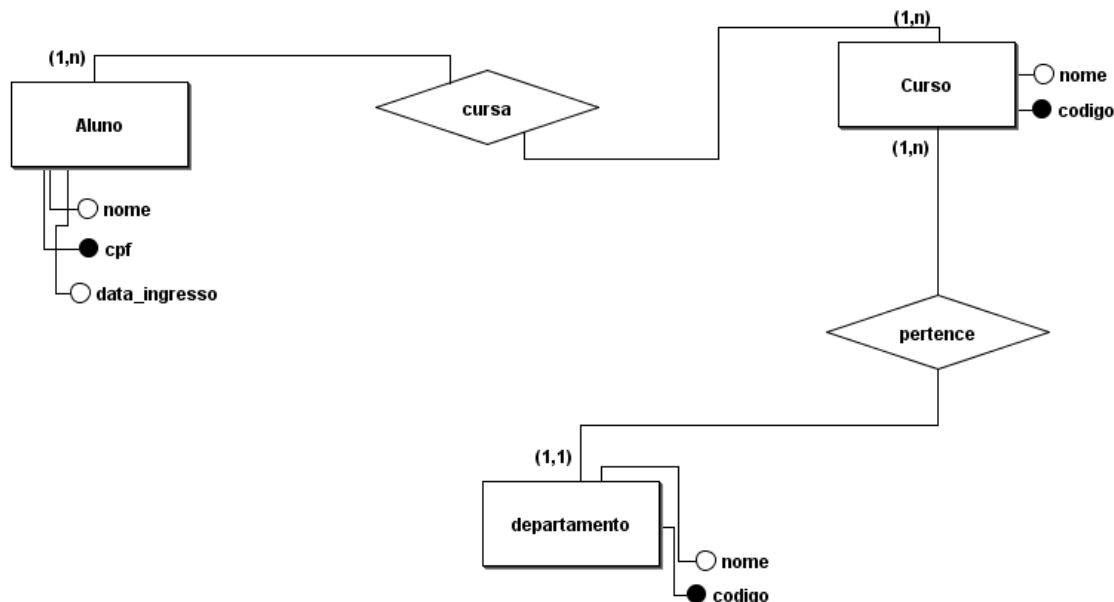 (1,n)
Aluno
nome
cpf
data_ingresso
cursa
(1,n)
Curso
nome
codigo
(1,n)
pertence
(1,1)
departamento
nome
codigo